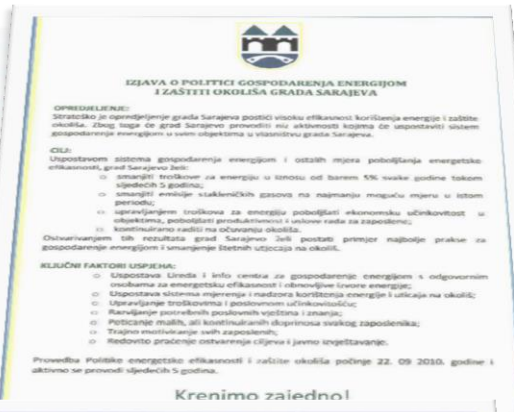 IZJAVA O POLITICI GOSPODARENJA ENERGIJOM
I ZAŠTITI OKOLIŠA GRADA SARAJEVA
OPREDJELJENJE:
Strateško je opredjeljenje grada Sarajeva postići visoku efikasnost korištenja energije i zaštite
okoliša. Zbog toga će grad Sarajevo provoditi niz aktivnosti kojima će uspostaviti sistem
gospodarenja energijom u svim objektima u vlasništvu grada Sarajeva.
CILJ:
Uspostavom sistema gospodarenja energijom i ostalih mjera poboljšanja energetske
efikasnosti, grad Sarajevo želi:
o smanjiti troškove za energiju u iznosu od barem 5% svake godine tokom
sljedećih 5 godina;
o smanjiti emisije stakleničkih gasova na najmanju moguću mjeru u istom
periodu;
o upravljanjem troškova za energiju poboljšati ekonomsku učinkovitost u
objektima, poboljšati produktivnost i uslove rada za zaposlene;
o kontinuirano raditi na očuvanju okoliša.
Ostvarivanjem tih rezultata grad Sarajevo želi postati primjer najbolje prakse za
gospodarenje energijom i smanjenje štetnih utjecaja na okoliš.
KLJUČNI FAKTORI USPJEHA:
o Uspostava Ureda i info centra za gospodarenje energijom s odgovornim
osobama za energetsku efikasnost i obnovljive izvore energije;
o Uspostava sistema mjerenja i nadzora korištenja energije i uticaja na okoliš;
o Upravljanje troškovima i poslovnom učinkovitošću;
o Razvijanje potrebnih poslovnih vještina i znanja;
o Poticanje malih, ali kontinuiranih doprinosa svakog zaposlenika;
o Trajno motiviranje svih zaposlenih;
o Redovito praćenje ostvarenja ciljeva i javno izvještavanje.
Provedba Politike energetske efikasnosti i zaštite okoliša počinje 22. 09 2010. godine i
aktivno se provodi sljedećih 5 godina.
Krenimo zajedno!